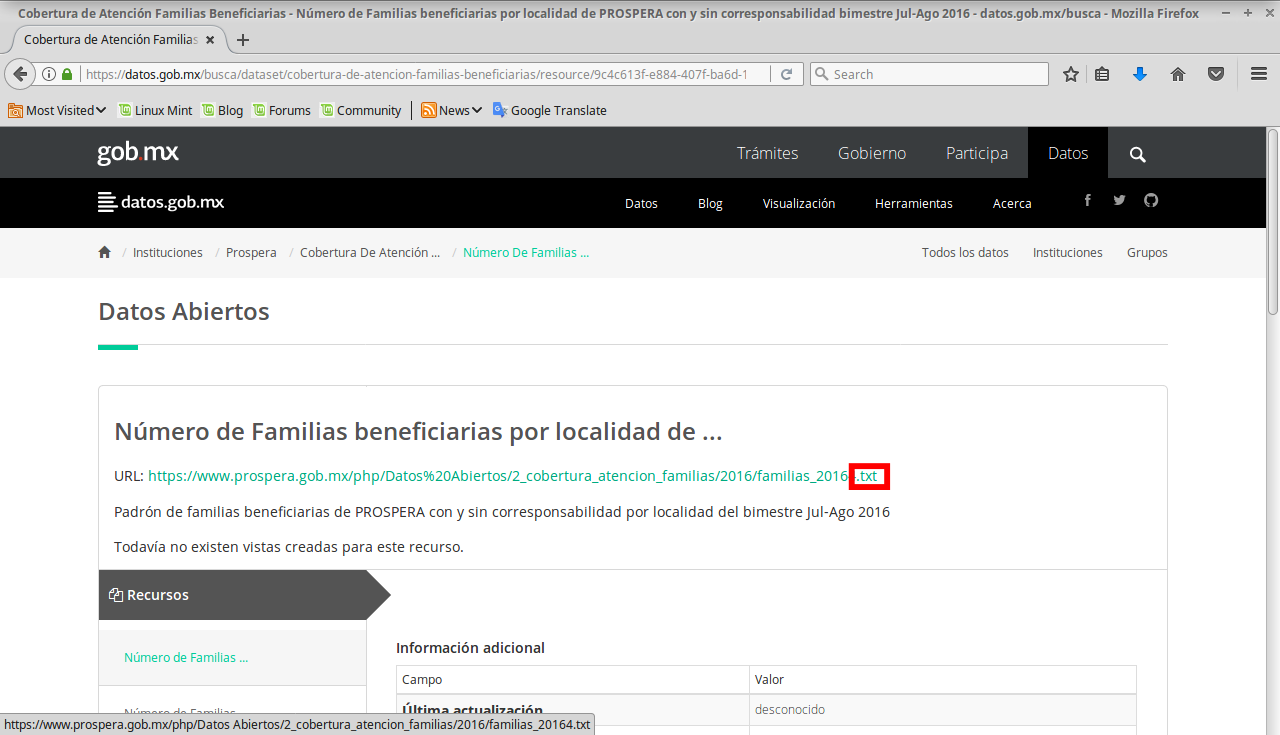 Cobertura de Atención Familias Beneficiarias - Número de Familias beneficiarias por localidad de PROSPERA con y sin corresponsabilidad bimestre Jul-Ago 2016 - datos.gob.mx/busca - Mozilla Firefox
Cobertura de Atención Familias
https://datos.gob.mx/busca/dataset/cobertura-de-atencion-familias-beneficiarias/resource/9c4c613f-e884-407f-ba6d-1
Search
Most Visited
Linux Mint
Blog
Forums
Community
News
Google Translate
gob.mx
Trámites
Gobierno
Participa
Datos
datos.gob.mx
Datos
Blog
Visualización
Herramientas
Acerca
/ Instituciones / Prospera / Cobertura De Atención ... / Número De Familias ...
Todos los datos
Instituciones
Grupos
Datos Abiertos
Número de Familias beneficiarias por localidad de ...
URL: https://www.prospera.gob.mx/php/Datos%20Abiertos/2_cobertura_atencion_familias/2016/familias_20164.txt
Padrón de familias beneficiarias de PROSPERA con y sin corresponsabilidad por localidad del bimestre Jul-Ago 2016
Todavía no existen vistas creadas para este recurso.
Recursos
Número de Familias ...
Número de Familias
Información adicional
Campo
Valor
Última actualización
desconocido
https://www.prospera.gob.mx/php/Datos Abiertos/2_cobertura_atencion_familias/2016/familias_20164.txt